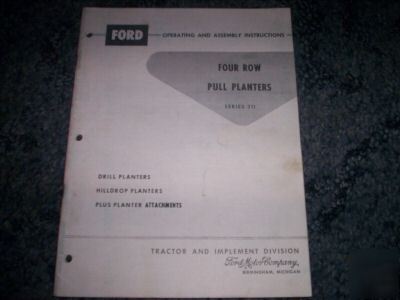 FORD
OPERATING AND ASSEMBLY INSTRUCTIONS
FOUR ROW
PULL PLANTERS
SERIES 311
DRILL PLANTERS
HILLDROP PLANTERS
PLUS PLANTER ATTACHMENTS
TRACTOR AND IMPLEMENT DIVISION
Ford Motor Company,
BIRMINGHAM, MICHIGAN